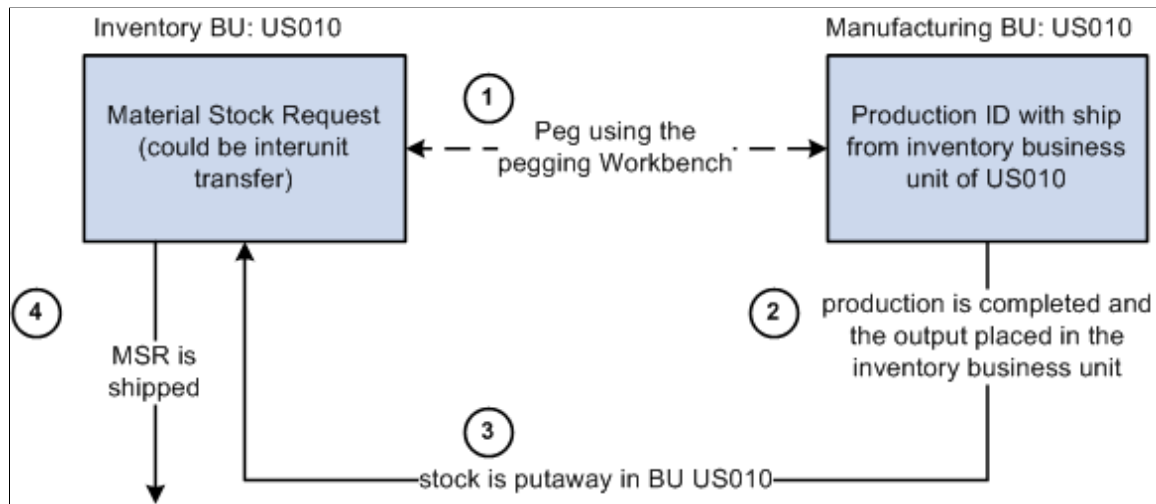 Inventory BU: US010
Manufacturing BU: US010
Material Stock Request
(could be interunit
transfer)
1
Peg using the
pegging Workbench
Production ID with ship
from inventory business
unit of US010
4
MSR is
shipped
2
production is completed and
the output placed in the
inventory business unit
3
stock is putaway in BU US010